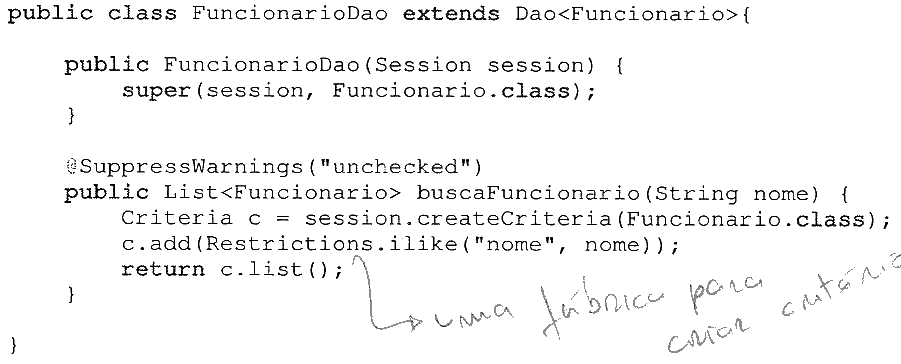 public class FuncionarioDao extends Dao<Funcionario>{
public FuncionarioDao(Session session) {
super(session, Funcionario.class);
}
@SuppressWarnings("unchecked")
public List<Funcionario> buscaFuncionario(String nome) {
Criteria c = session.createCriteria(Funcionario.class);
c.add(Restrictions.ilike("nome", nome));
return c.list();
}
uma fábrica para
criar critério
}